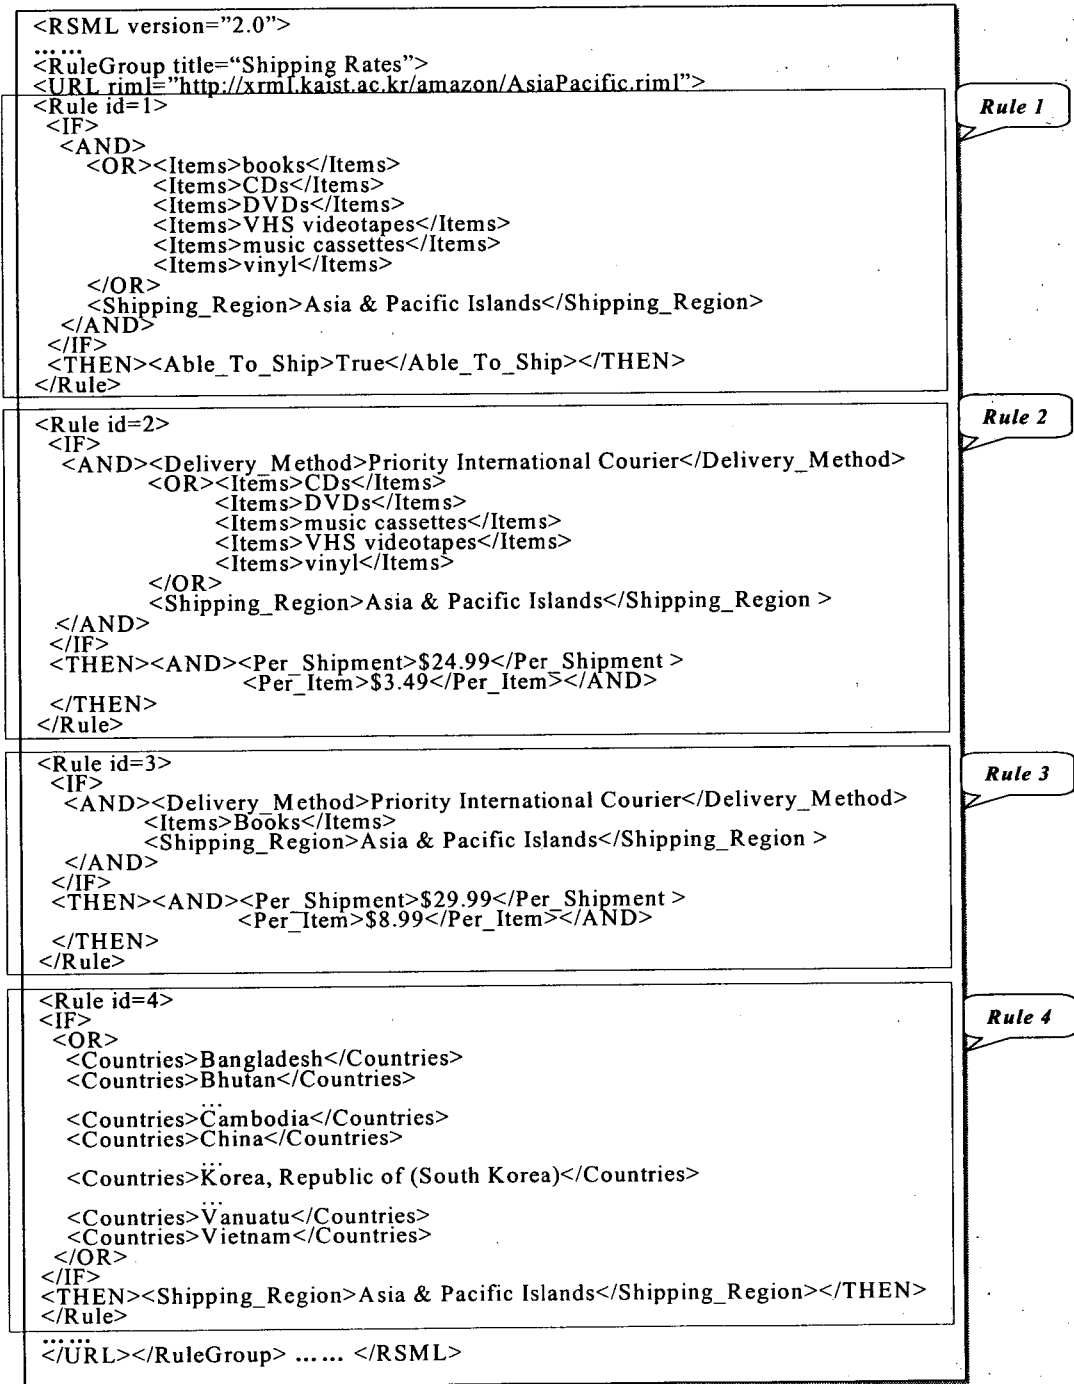 <RSML version=”2.0”>
... ...
<RuleGroup title=“Shipping Rates”>
<URL riml=”http://xrml.kaist.ac.kr/amazon/AsiaPacific.riml”>
<Rule id=1>
Rule 1
<IF>
<AND>
<OR><Items>books</Items>
<Items>CDs</Items>
<Items>DVDs</Items>
<Items>VHS videotapes</Items>
<Items>music cassettes</Items>
<Items>vinyl</Items>
</OR>
<Shipping_Region>Asia & Pacific Islands</Shipping_Region>
</AND>
</IF>
<THEN><Able_To_Ship>True</Able_To_Ship></THEN>
</Rule>
<Rule id=2>
Rule 2
<IF>
<AND><Delivery_Method>Priority International Courier</Delivery_Method>
<OR><Items>CDs</Items>
<Items>DVDs</Items>
<Items>music cassettes</Items>
<Items>VHS videotapes</Items>
<Items>vinyl</Items>
</OR>
<Shipping_Region>Asia & Pacific Islands</Shipping_Region >
</AND>
</IF>
<THEN><AND><Per_Shipment>$24.99</Per_Shipment >
<Per_Item>$3.49</Per_Item></AND>
</THEN>
</Rule>
<Rule id=3>
Rule 3
<IF>
<AND><Delivery_Method>Priority International Courier</Delivery_Method>
<Items>Books</Items>
<Shipping_Region>Asia & Pacific Islands</Shipping_Region >
</AND>
</IF>
<THEN><AND><Per_Shipment>$29.99</Per_Shipment >
<Per_Item>$8.99</Per_Item></AND>
</THEN>
</Rule>
<Rule id=4>
Rule 4
<IF>
<OR>
<Countries>Bangladesh</Countries>
<Countries>Bhutan</Countries>
...
<Countries>Cambodia</Countries>
<Countries>China</Countries>
...
<Countries>Korea, Republic of (South Korea)</Countries>
...
<Countries>Vanuatu</Countries>
<Countries>Vietnam</Countries>
</OR>
</IF>
<THEN><Shipping_Region>Asia & Pacific Islands</Shipping_Region></THEN>
</Rule>
... ...
</URL></RuleGroup> ... ... </RSML>